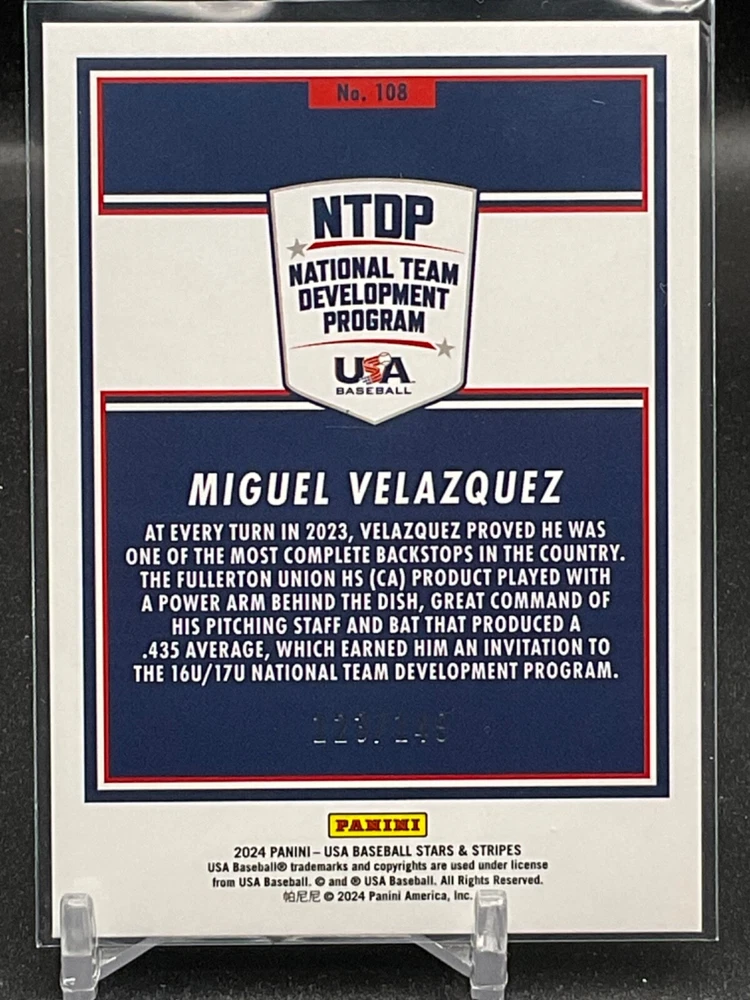 No. 108
NTDP
NATIONAL TEAM
DEVELOPMENT
PROGRAM
USA
BASEBALL
MIGUEL VELAZQUEZ
AT EVERY TURN IN 2023, VELAZQUEZ PROVED HE WAS
ONE OF THE MOST COMPLETE BACKSTOPS IN THE COUNTRY.
THE FULLERTON UNION HS (CA) PRODUCT PLAYED WITH
A POWER ARM BEHIND THE DISH, GREAT COMMAND OF
HIS PITCHING STAFF AND BAT THAT PRODUCED A
.435 AVERAGE, WHICH EARNED HIM AN INVITATION TO
THE 16U/17U NATIONAL TEAM DEVELOPMENT PROGRAM.
PANINI
2024 PANINI – USA BASEBALL STARS & STRIPES
USA Baseball® trademarks and copyrights are used under license
from USA Baseball. © and ® USA Baseball. All Rights Reserved.
帕尼尼 © 2024 Panini America, Inc.